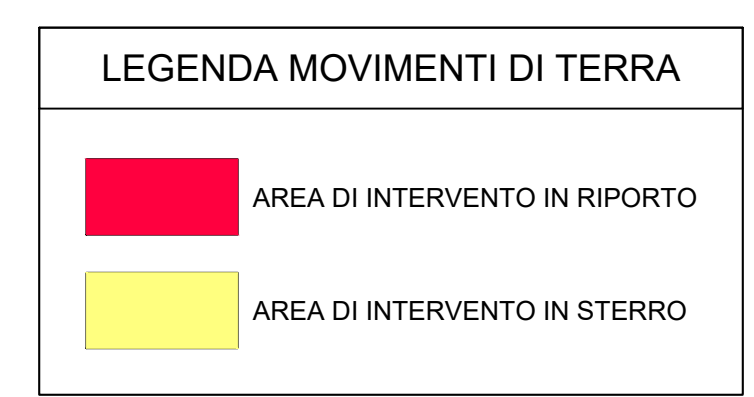 LEGENDA MOVIMENTI DI TERRA
AREA DI INTERVENTO IN RIPORTO
AREA DI INTERVENTO IN STERRO